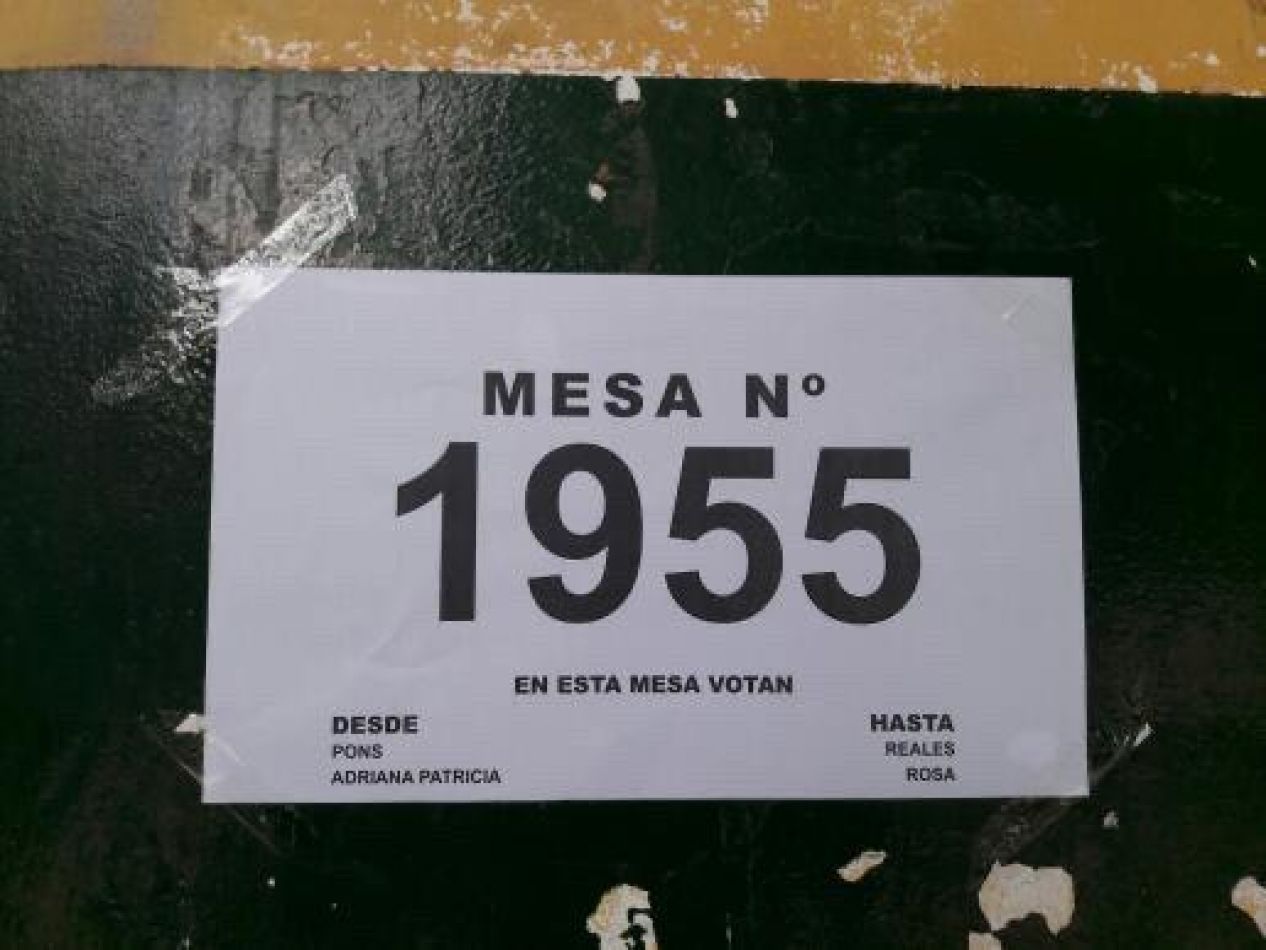 MESA Nº
1955
EN ESTA MESA VOTAN
DESDE
PONS
ADRIANA PATRICIA
HASTA
REALES
ROSA